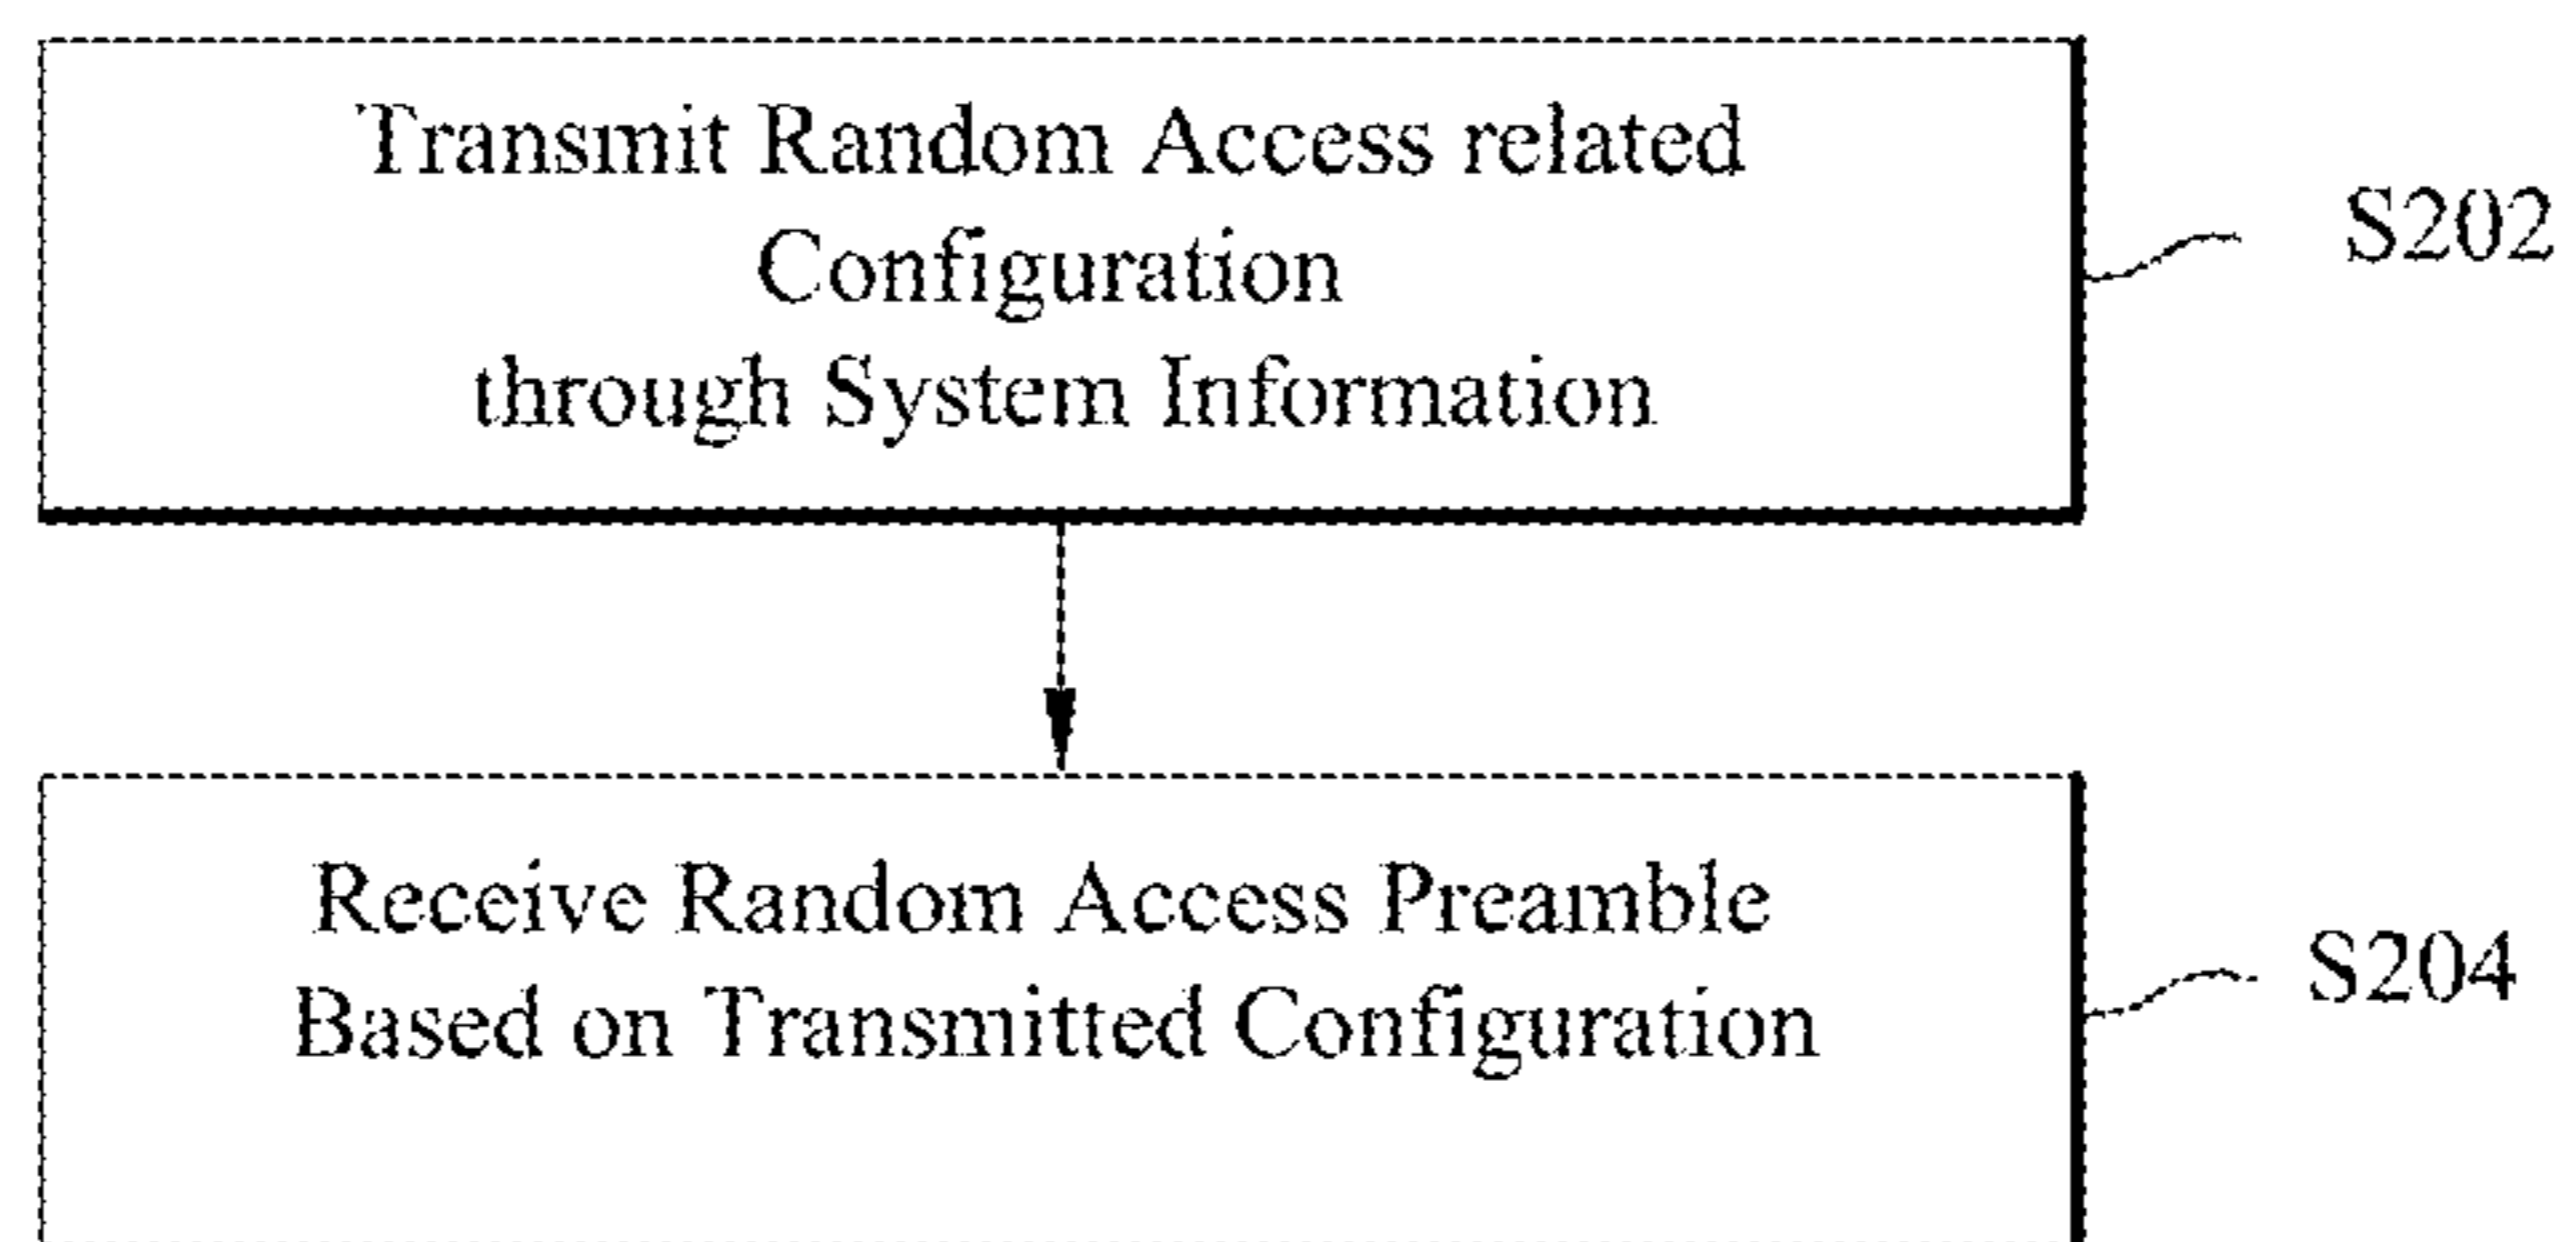 Transmit Random Access related
Configuration
through System Information
S202
Receive Random Access Preamble
Based on Transmitted Configuration
S204